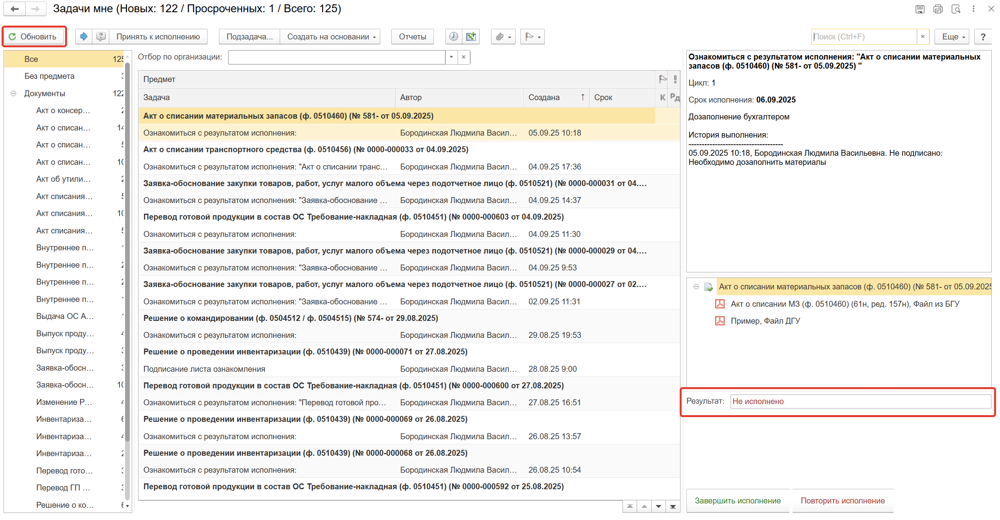 Задачи мне (Новых: 122 / Просроченных: 1 / Всего: 125)
Обновить
Принять к исполнению
Подзадача...
Создать на основании
Отчеты
Поиск (Ctrl+F)
×
Еще
?
Все 125
Без предмета
Документы 122
Акт о консер...
Акт о списан... 14
Акт о списан... 5
Акт о списан... 10
Акт об утили... 2
Акт списания... 5
Акт списания... 10
Акт списания... 5
Внутреннее п...
Внутреннее п... 2
Внутреннее п... 2
Внутреннее п...
Выдача ОС А...
Выпуск проду... 4
Выпуск проду...
Заявка-обосн...
Заявка-обосн... 10
Изменение Р... 4
Инвентариза... 6
Инвентариза... 4
Инвентариза... 2
Перевод гото...
Перевод ГП ...
Решение о ко... 6
Отбор по организации:
×
Предмет !
Задача Автор Создана ↑ Срок К Рд
Акт о списании материальных запасов (ф. 0510460) (№ 581- от 05.09.2025)
Ознакомиться с результатом исполнения: Бородинская Людмила Васил... 05.09.25 10:18
Акт о списании транспортного средства (ф. 0510456) (№ 0000-000033 от 04.09.2025)
Ознакомиться с результатом исполнения: "Акт о списании транс... Бородинская Людмила Васил... 04.09.25 17:36
Заявка-обоснование закупки товаров, работ, услуг малого объема через подотчетное лицо (ф. 0510521) (№ 0000-000031 от 04....
Ознакомиться с результатом исполнения: "Заявка-обоснование ... Бородинская Людмила Васил... 04.09.25 14:37
Перевод готовой продукции в состав ОС Требование-накладная (ф. 0510451) (№ 0000-000603 от 04.09.2025)
Ознакомиться с результатом исполнения: Бородинская Людмила Васил... 04.09.25 11:30
Заявка-обоснование закупки товаров, работ, услуг малого объема через подотчетное лицо (ф. 0510521) (№ 0000-000029 от 04....
Ознакомиться с результатом исполнения: "Заявка-обоснование ... Бородинская Людмила Васил... 04.09.25 9:53
Заявка-обоснование закупки товаров, работ, услуг малого объема через подотчетное лицо (ф. 0510521) (№ 0000-000027 от 02....
Ознакомиться с результатом исполнения: "Заявка-обоснование ... Бородинская Людмила Васил... 02.09.25 11:31
Решение о командировании (ф. 0504512 / ф. 0504515) (№ 574- от 29.08.2025)
Ознакомиться с результатом исполнения: Бородинская Людмила Васил... 29.08.25 19:53
Решение о проведении инвентаризации (ф. 0510439) (№ 0000-000071 от 27.08.2025)
Подписание листа ознакомления Бородинская Людмила Васил... 28.08.25 9:00
Перевод готовой продукции в состав ОС Требование-накладная (ф. 0510451) (№ 0000-000600 от 27.08.2025)
Ознакомиться с результатом исполнения: "Перевод готовой про... Бородинская Людмила Васил... 27.08.25 16:51
Решение о проведении инвентаризации (ф. 0510439) (№ 0000-000069 от 26.08.2025)
Ознакомиться с результатом исполнения: Бородинская Людмила Васил... 26.08.25 13:57
Решение о проведении инвентаризации (ф. 0510439) (№ 0000-000068 от 26.08.2025)
Ознакомиться с результатом исполнения: Бородинская Людмила Васил... 26.08.25 10:54
Перевод готовой продукции в состав ОС Требование-накладная (ф. 0510451) (№ 0000-000592 от 25.08.2025)
Ознакомиться с результатом исполнения: "Акт о списании материальных
запасов (ф. 0510460) (№ 581- от 05.09.2025) "
Цикл: 1
Срок исполнения: 06.09.2025
Дозаполнение бухгалтером
История выполнения:
------------------------------------
05.09.2025 10:18, Бородинская Людмила Васильевна. Не подписано:
Необходимо дозаполнить материалы
Акт о списании материальных запасов (ф. 0510460) (№ 581- от 05.09.2025
Акт о списании МЗ (ф. 0510460) (61н, ред. 157н), Файл из БГУ
Пример, Файл ДГУ
Результат: Не исполнено
Завершить исполнение
Повторить исполнение